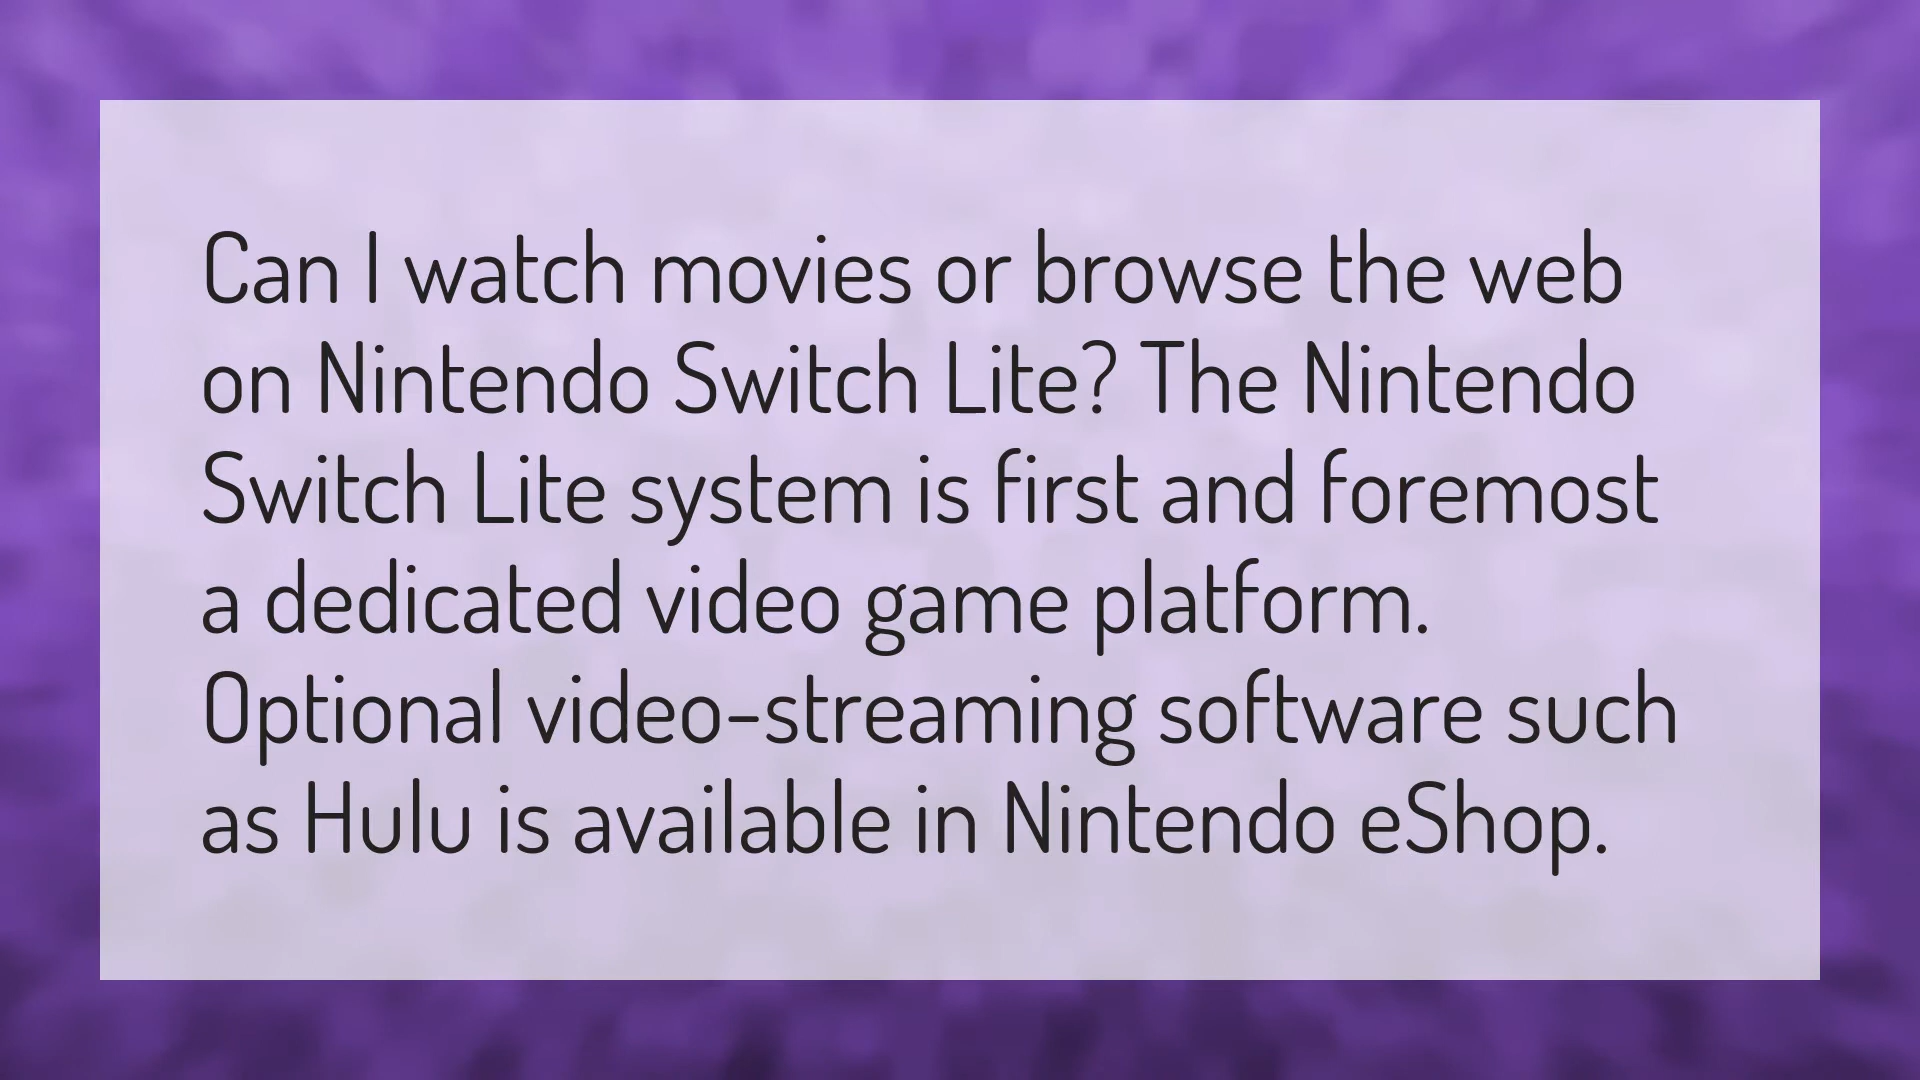 Can I watch movies or browse the web
on Nintendo Switch Lite? The Nintendo
Switch Lite system is first and foremost
a dedicated video game platform.
Optional video-streaming software such
as Hulu is available in Nintendo eShop.